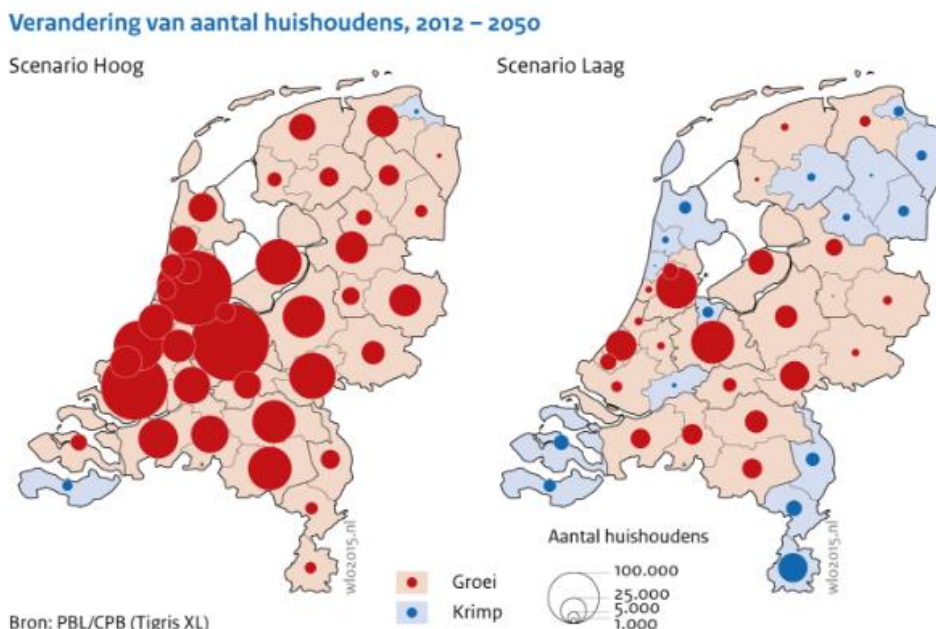 Verandering van aantal huishoudens, 2012 – 2050
Scenario Hoog
Scenario Laag
wlo2015.nl
wlo2015.nl
Aantal huishoudens
100.000
25.000
5.000
1.000
Groei
Krimp
Bron: PBL/CPB (Tigris XL)